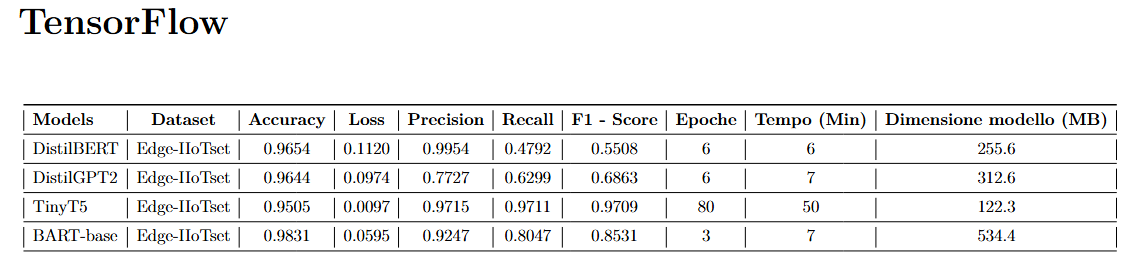 TensorFlow
Models Dataset Accuracy Loss Precision Recall F1 - Score Epoche Tempo (Min) Dimensione modello (MB)
DistilBERT Edge-IIoTset 0.9654 0.1120 0.9954 0.4792 0.5508 6 6 255.6
DistilGPT2 Edge-IIoTset 0.9644 0.0974 0.7727 0.6299 0.6863 6 7 312.6
TinyT5 Edge-IIoTset 0.9505 0.0097 0.9715 0.9711 0.9709 80 50 122.3
BART-base Edge-IIoTset 0.9831 0.0595 0.9247 0.8047 0.8531 3 7 534.4